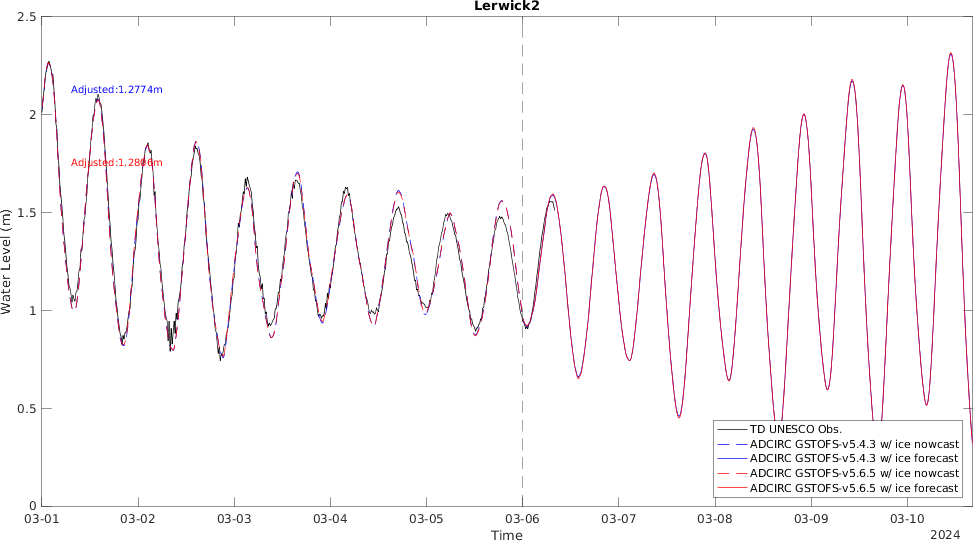 Lerwick2
2.5
Adjusted:1.2774m
2
Adjusted:1.2806m
1.5
Water Level (m)
1
0.5
TD UNESCO Obs.
ADCIRC GSTOFS-v5.4.3 w/ ice nowcast
ADCIRC GSTOFS-v5.4.3 w/ ice forecast
ADCIRC GSTOFS-v5.6.5 w/ ice nowcast
ADCIRC GSTOFS-v5.6.5 w/ ice forecast
0
03-01 03-02 03-03 03-04 03-05 03-06 03-07 03-08 03-09 03-10
Time
2024